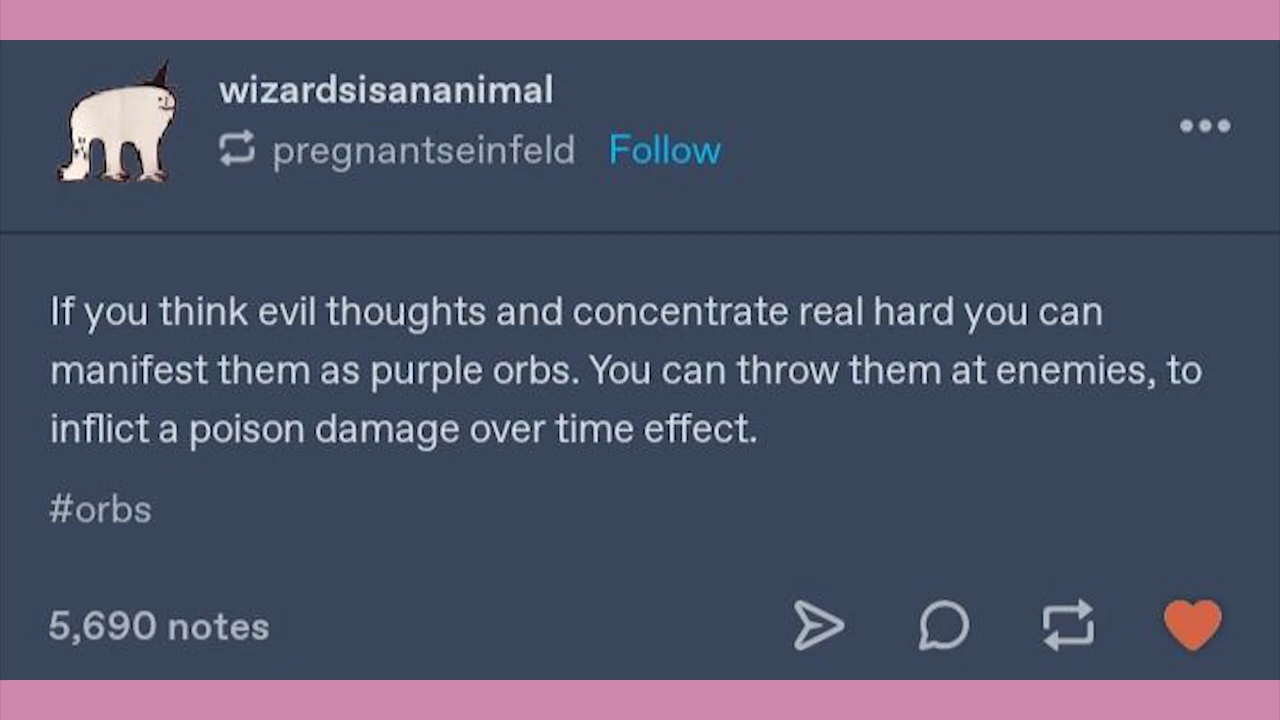 wizardsisananimal
pregnantseinfeld Follow
If you think evil thoughts and concentrate real hard you can
manifest them as purple orbs. You can throw them at enemies, to
inflict a poison damage over time effect.
#orbs
5,690 notes